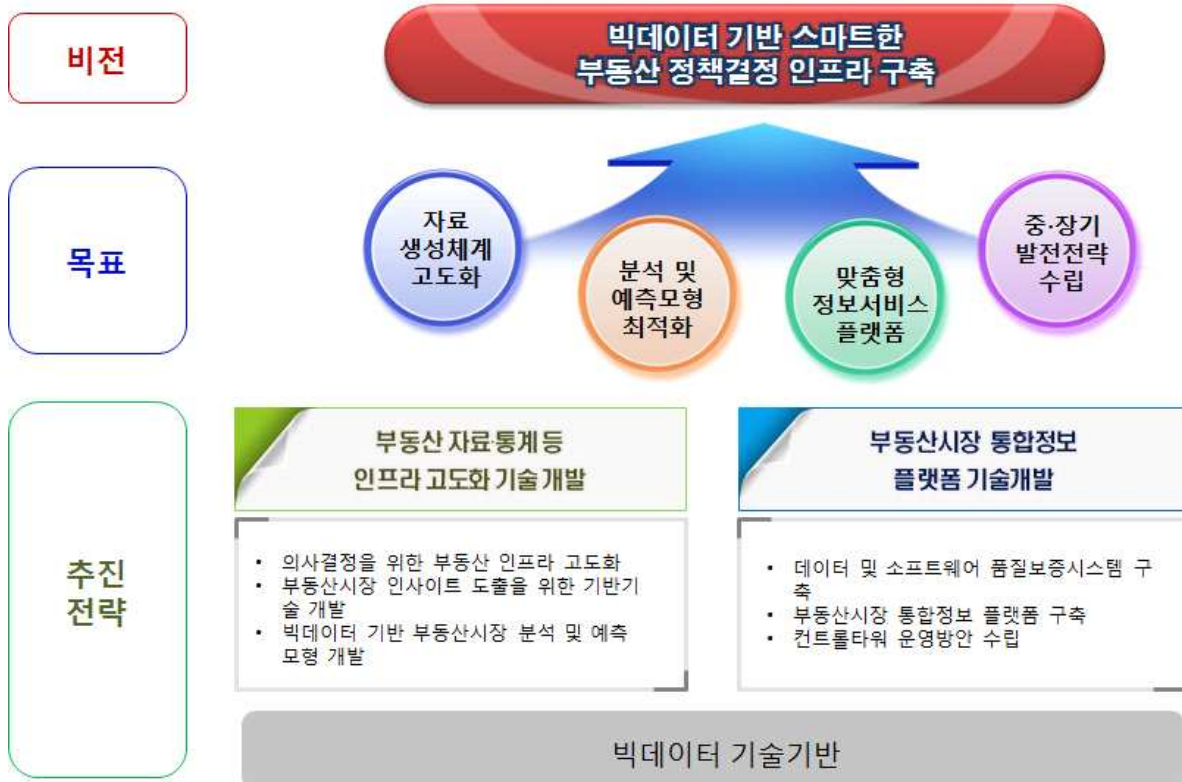 비전
빅데이터 기반 스마트한
부동산 정책결정 인프라 구축
목표
자료
생성체계
고도화
분석 및
예측모형
최적화
맞춤형
정보서비스
플랫폼
중·장기
발전전략
수립
추진
전략
부동산 자료·통계 등
인프라 고도화 기술 개발
• 의사결정을 위한 부동산 인프라 고도화
• 부동산시장 인사이트 도출을 위한 기반기
술 개발
• 빅데이터 기반 부동산시장 분석 및 예측
모형 개발
부동산시장 통합정보
플랫폼 기술개발
• 데이터 및 소프트웨어 품질보증시스템 구
축
• 부동산시장 통합정보 플랫폼 구축
• 컨트롤타워 운영방안 수립
빅데이터 기술기반